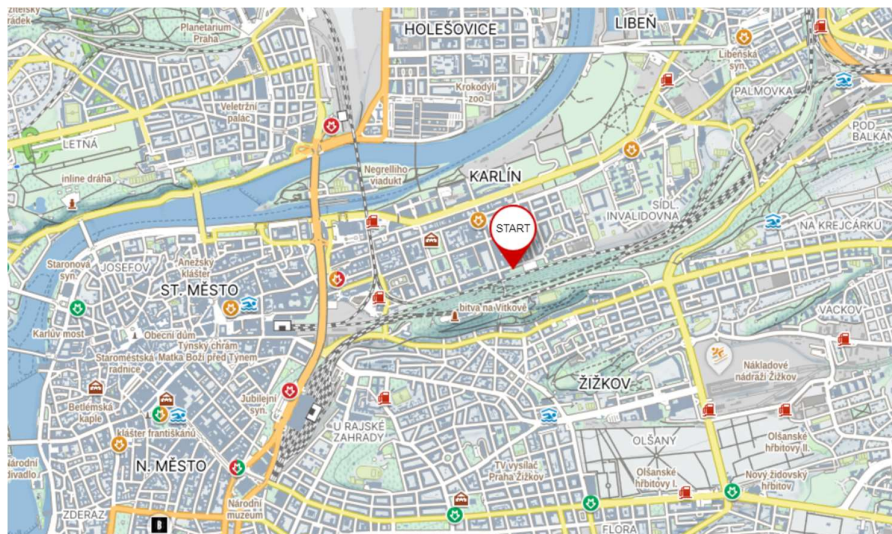 HOLEŠOVICE
LIBEŇ
Planetarium
Praha
Libeňská
syn.
Krokodýlí
zoo
PALMOVKA
Veletržní
palác
POD
BALKÁN
LETNÁ
Negrelliho
viadukt
KARLÍN
inline dráha
SÍDL.
INVALIDOVNA
START
NA KREJCÁRKU
Staronová
syn.
JOSEFOV
Anežský
klášter
ST. MĚSTO
bitva na Vítkově
VACKOV
Karlův most
Obecní dům
Týnský chrám
Matka Boží před Týnem
Staroměstská
radnice
ŽIŽKOV
Nákladové
nádraží Žižkov
Betlémská
kaple
Jubilejní
syn.
klášter františkánů
U RAJSKÉ
ZAHRADY
OLŠANY
Olšanské
hřbitovy II.
N. MĚSTO
Národní
divadlo
TV vysílač
Praha Žižkov
Olšanské
hřbitovy I.
Nový židovský
hřbitov
Národní
muzeum
ZDERAZ
FLORA